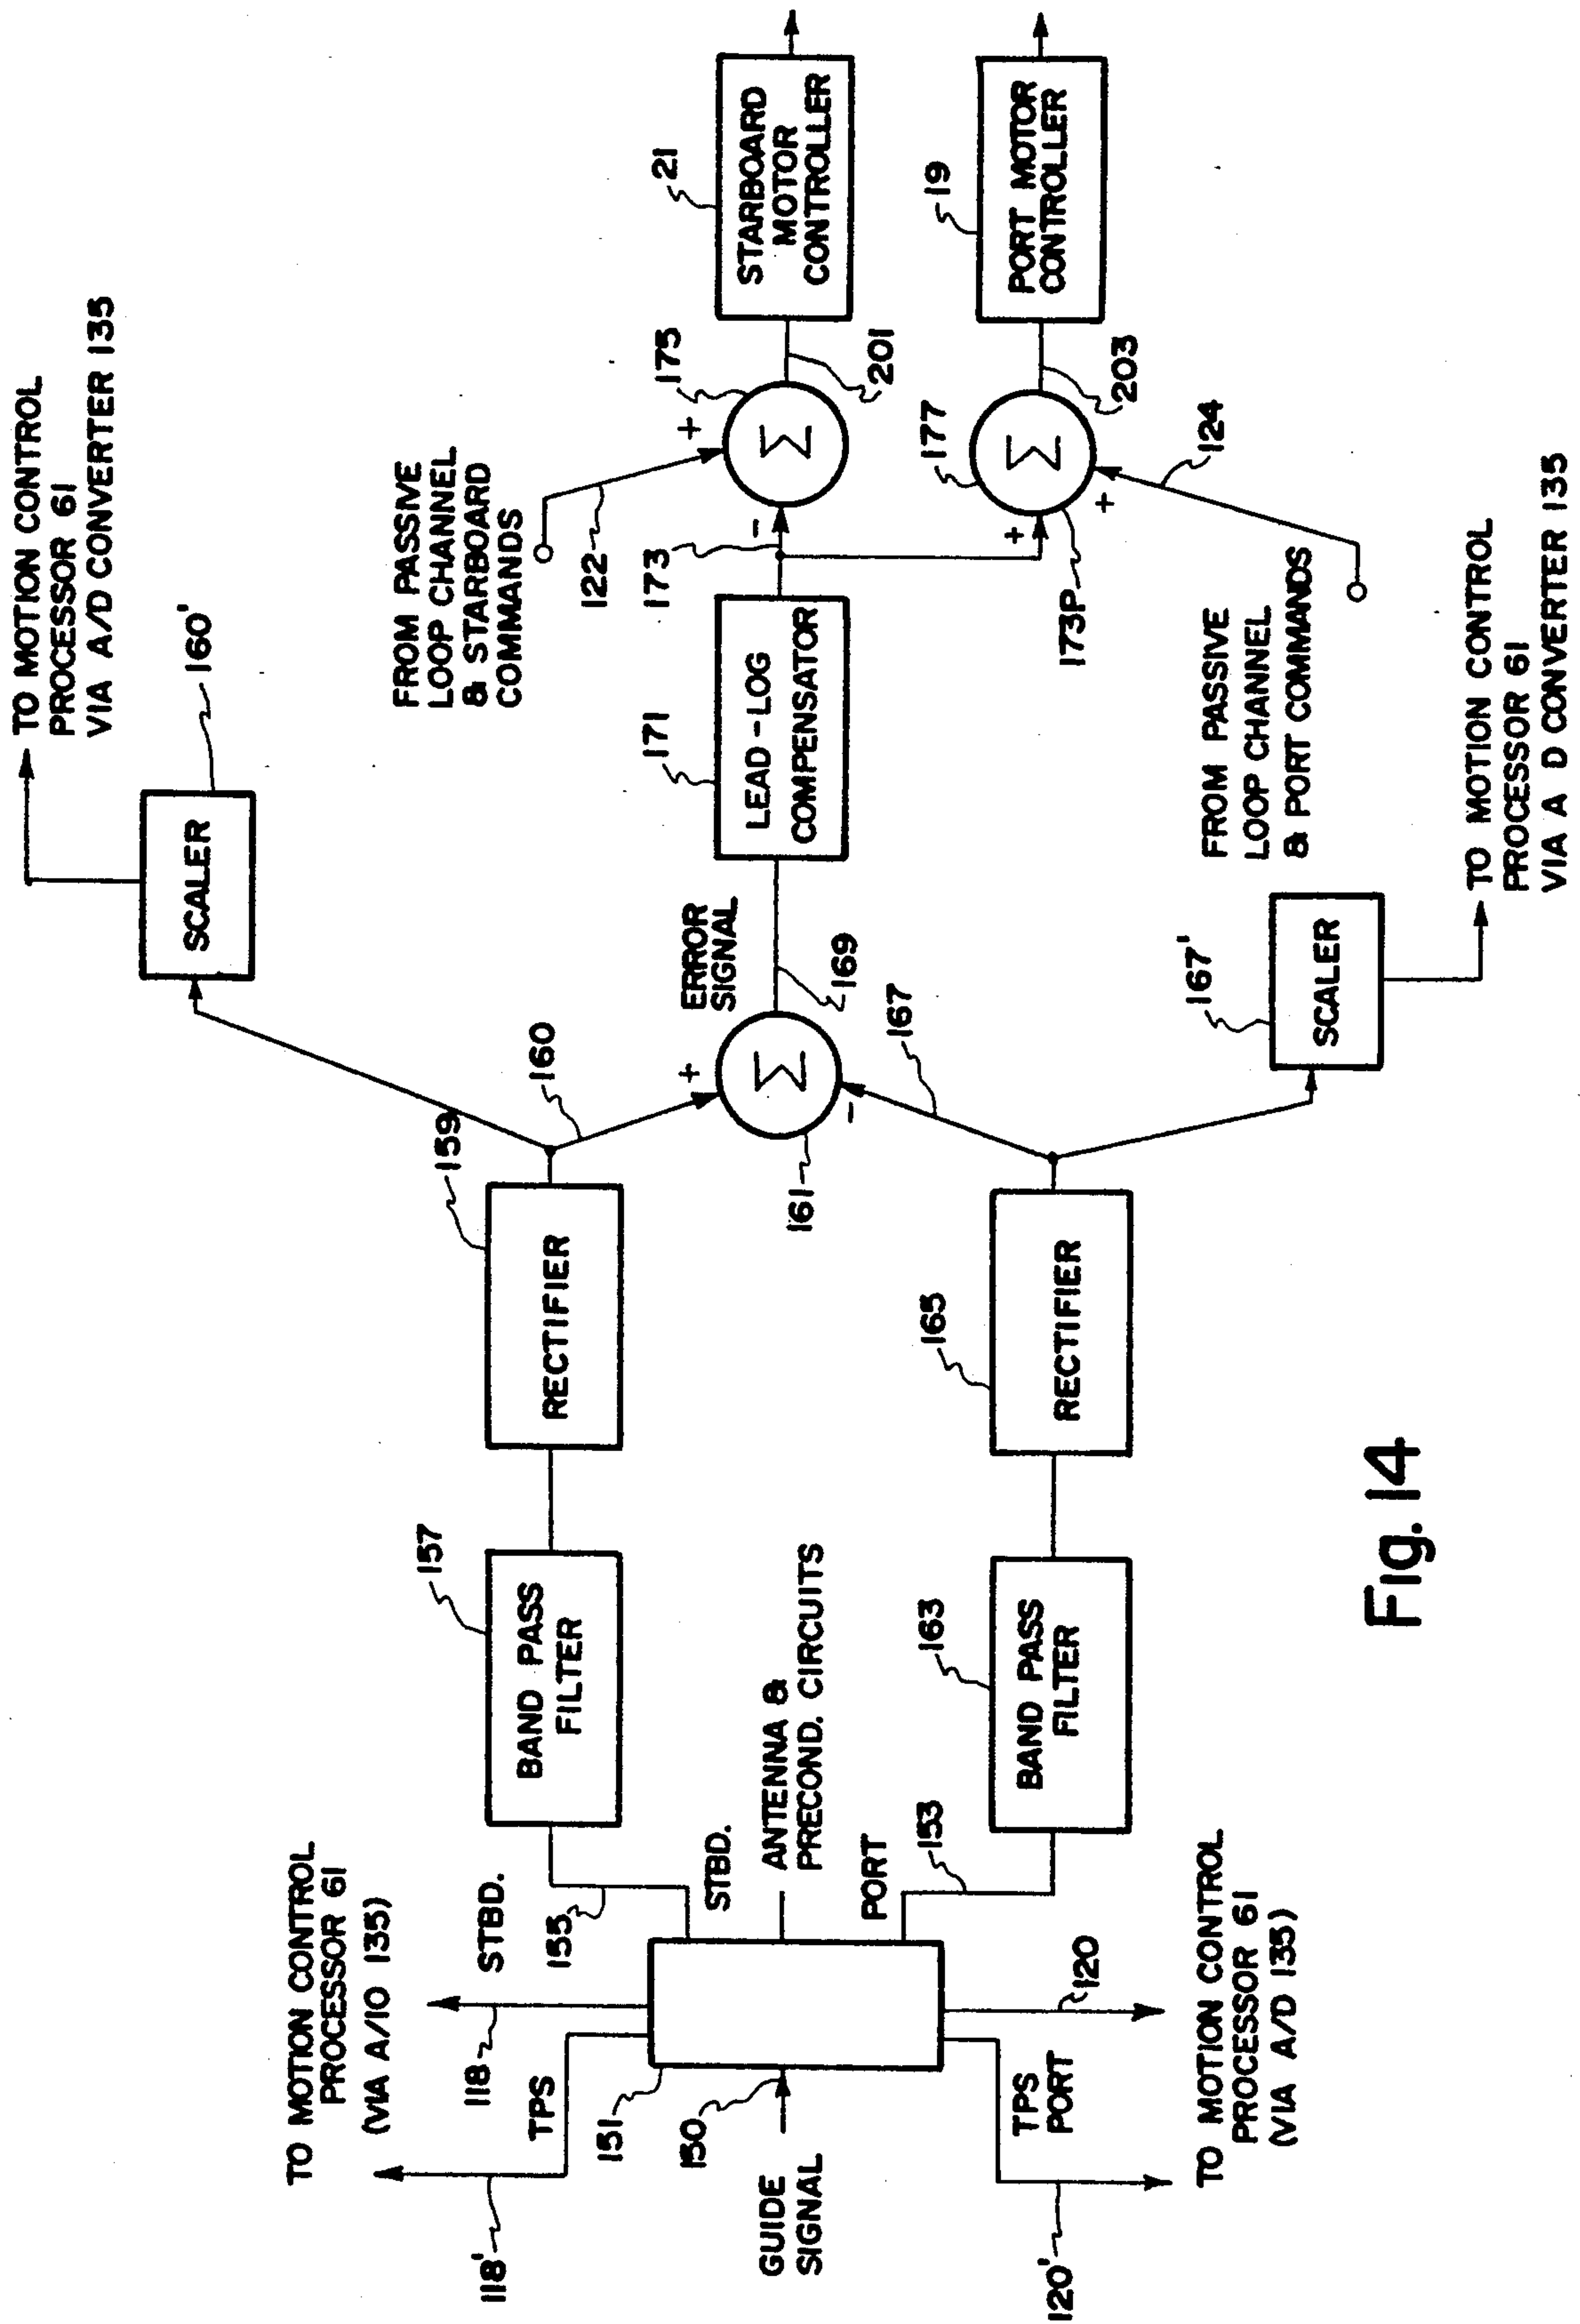 TO MOTION CONTROL
PROCESSOR 61
VIA A/D CONVERTER 135
SCALER
160'
FROM PASSIVE
LOOP CHANNEL
& STARBOARD
COMMANDS
122
175
+
-
Σ
201
21
STARBOARD
MOTOR
CONTROLLER
173
177
+
+
Σ
203
173P
124
19
PORT MOTOR
CONTROLLER
FROM PASSIVE
LOOP CHANNEL
& PORT COMMANDS
171
LEAD-LOG
COMPENSATOR
ERROR
SIGNAL
169
160
+
-
Σ
161
167
167'
SCALER
TO MOTION CONTROL
PROCESSOR 61
VIA A D CONVERTER 135
159
RECTIFIER
165
RECTIFIER
157
BAND PASS
FILTER
163
BAND PASS
FILTER
TO MOTION CONTROL
PROCESSOR 61
(VIA A/10 135)
STBD.
155
STBD.
ANTENNA &
PRECOND. CIRCUITS
PORT
153
118
TPS
118'
151
150
GUIDE
SIGNAL
120
TPS
PORT
120'
TO MOTION CONTROL
PROCESSOR 61
(VIA A/D 135)
Fig. 14